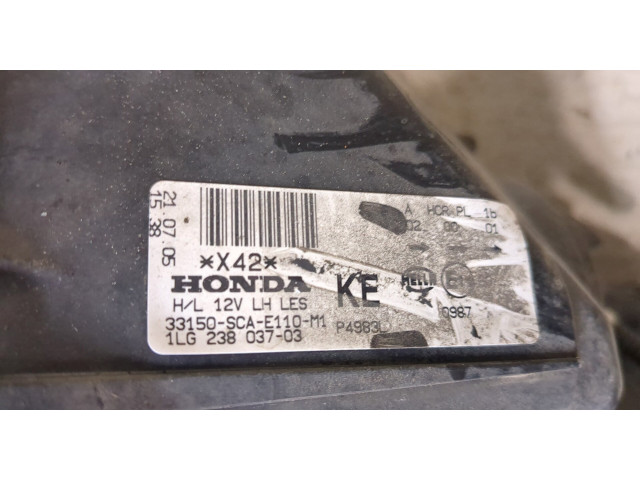 21.07.05
15.38
*X42*
HONDA
H/L 12V LH LES
33150-SCA-E110-M1
1LG 238 037-03
KE
P4983
A HCR PL 16
02 00 01
HELLA
0987